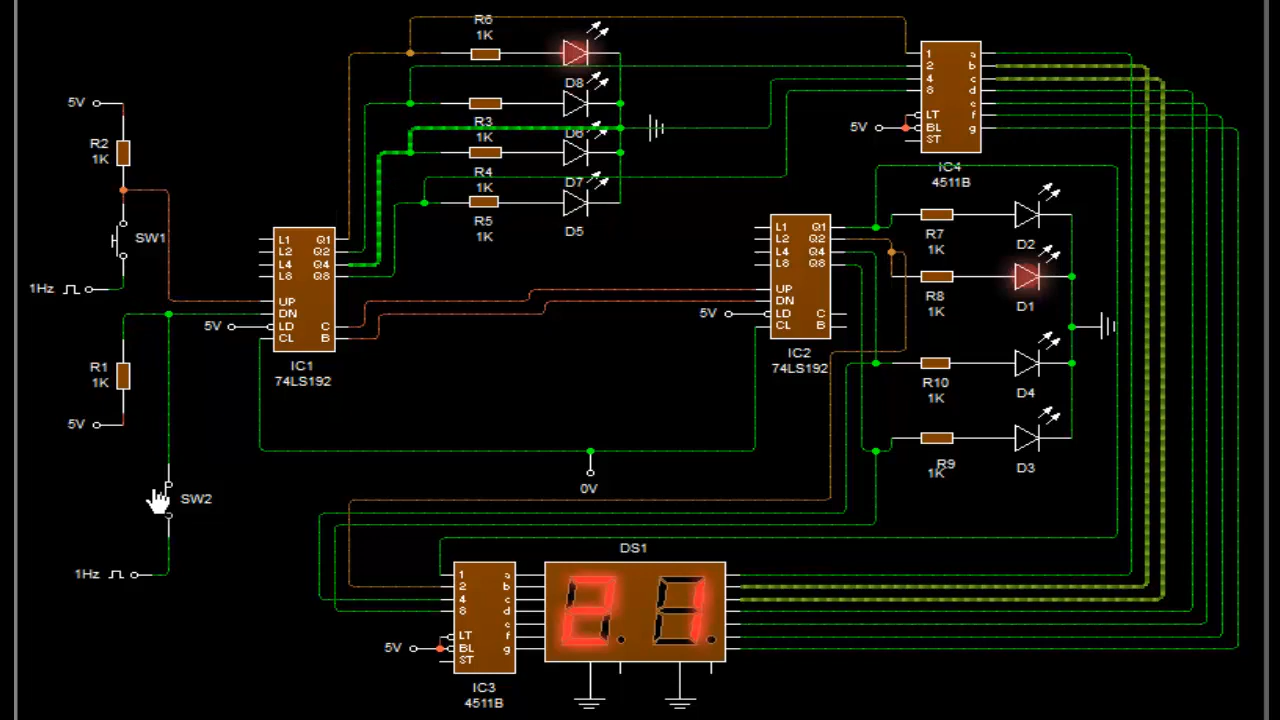 R6
1K
D8
R3
1K
D6
R4
1K
D7
R5
1K
D5
5V
R2
1K
SW1
1Hz
R1
1K
5V
SW2
1Hz
L1 Q1
L2 Q2
L4 Q4
L8 Q8
UP
DN
LD C
CL B
5V
IC1
74LS192
L1 Q1
L2 Q2
L4 Q4
L8 Q8
UP
DN
LD C
CL B
5V
IC2
74LS192
0V
1 a
2 b
4 c
8 d
e
LT f
BL g
ST
5V
IC4
4511B
R7
1K
D2
R8
1K
D1
R10
1K
D4
R9
1K
D3
DS1
1 a
2 b
4 c
8 d
e
LT f
BL g
ST
5V
2. 1.
IC3
4511B